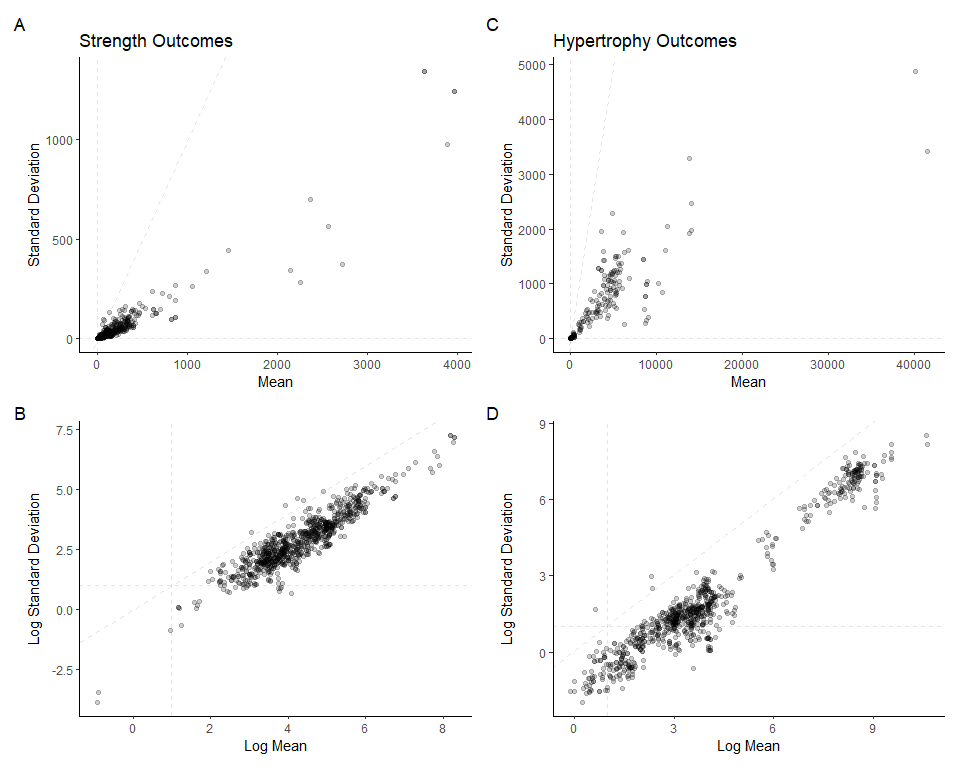 A
Strength Outcomes
Standard Deviation
1000
500
0
0
1000
2000
3000
4000
Mean
C
Hypertrophy Outcomes
Standard Deviation
5000
4000
3000
2000
1000
0
0
10000
20000
30000
40000
Mean
B
Log Standard Deviation
7.5
5.0
2.5
0.0
-2.5
0
2
4
6
8
Log Mean
D
Log Standard Deviation
9
6
3
0
0
3
6
9
Log Mean